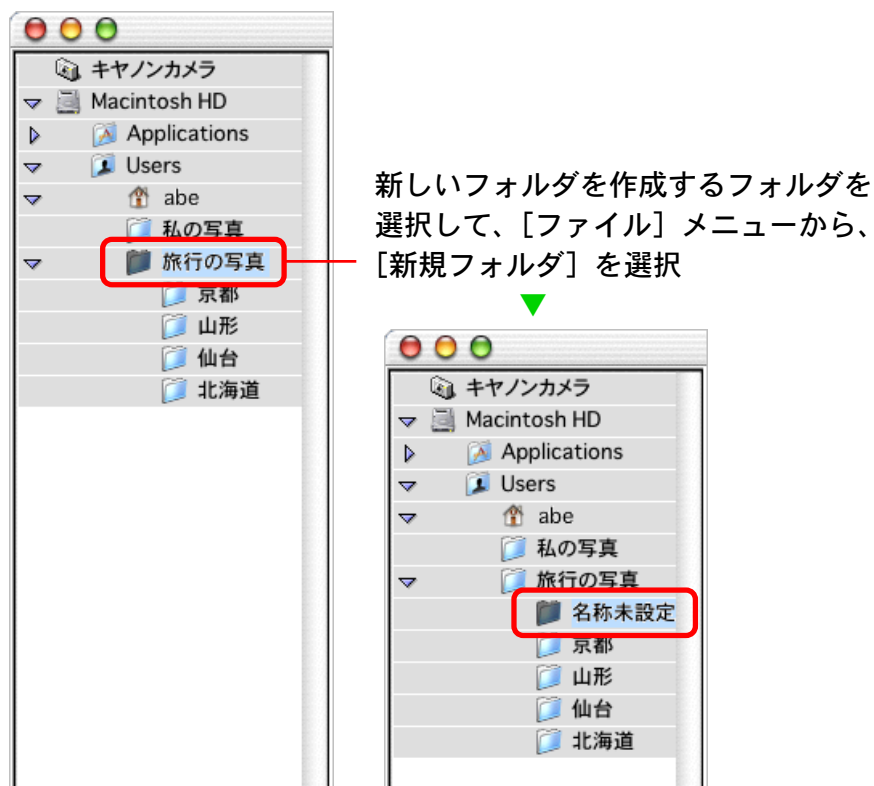 キヤノンカメラ
Macintosh HD
Applications
Users
abe
私の写真
旅行の写真
京都
山形
仙台
北海道
新しいフォルダを作成するフォルダを
選択して、［ファイル］メニューから、
［新規フォルダ］を選択
キヤノンカメラ
Macintosh HD
Applications
Users
abe
私の写真
旅行の写真
名称未設定
京都
山形
仙台
北海道